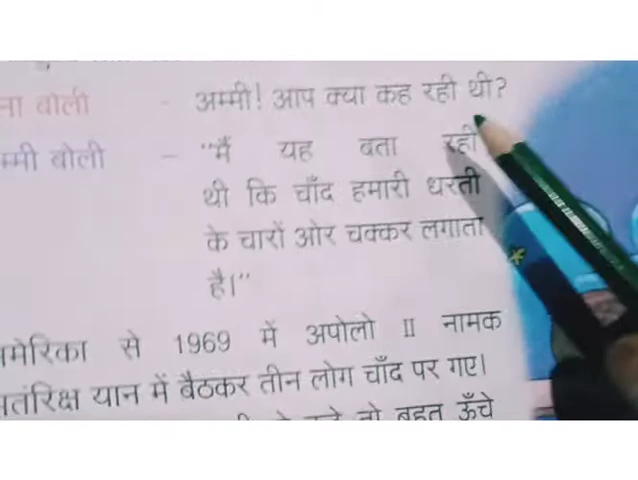 ना बोली - अम्मी! आप क्या कह रही थी?
म्मी बोली - "मैं यह बता रही
थी कि चाँद हमारी धरती
के चारों ओर चक्कर लगाता
है।"
मेरिका से 1969 में अपोलो II नामक
तंरिक्ष यान में बैठकर तीन लोग चाँद पर गए।
बहुत ऊँचे